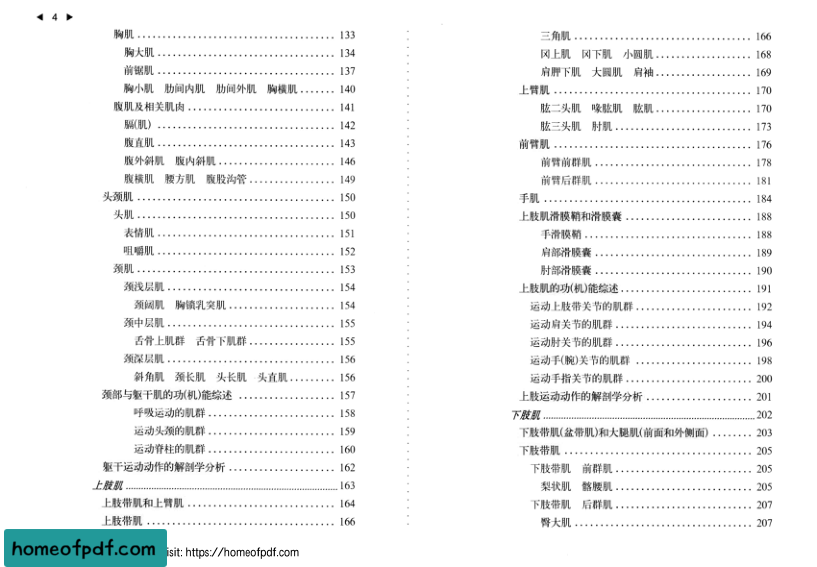 ◀ 4 ▶
胸肌 ................................ 133
胸大肌 ................................ 134
前锯肌 ................................ 137
胸小肌 肋间内肌 肋间外肌 胸横肌 ....... 140
腹肌及相关肌肉 ................................ 141
膈(肌) ................................ 142
腹直肌 ................................ 143
腹外斜肌 腹内斜肌 ................................ 146
腹横肌 腰方肌 腹股沟管 ................................ 149
头颈肌 ................................ 150
头肌 ................................ 150
表情肌 ................................ 151
咀嚼肌 ................................ 152
颈肌 ................................ 153
颈浅层肌 ................................ 154
颈阔肌 胸锁乳突肌 ................................ 154
颈中层肌 ................................ 155
舌骨上肌群 舌骨下肌群 ................................ 155
颈深层肌 ................................ 156
斜角肌 颈长肌 头长肌 头直肌 ......... 156
颈部与躯干肌的功(机)能综述 ................ 157
呼吸运动的肌群 ................................ 158
运动头颈的肌群 ................................ 159
运动脊柱的肌群 ................................ 160
躯干运动动作的解剖学分析 ................ 162
上肢肌 ................................ 163
上肢带肌和上臂肌 ................................ 164
上肢带肌 ................................ 166
三角肌 ................................ 166
冈上肌 冈下肌 小圆肌 ................ 168
肩胛下肌 大圆肌 肩袖 ................ 169
上臂肌 ................................ 170
肱二头肌 喙肱肌 肱肌 ................ 170
肱三头肌 肘肌 ................................ 173
前臂肌 ................................ 176
前臂前群肌 ................................ 178
前臂后群肌 ................................ 181
手肌 ................................ 184
上肢肌滑膜鞘和滑膜囊 ................ 188
手滑膜鞘 ................................ 188
肩部滑膜囊 ................................ 189
肘部滑膜囊 ................................ 190
上肢肌的功(机)能综述 ................ 191
运动上肢带关节的肌群 ................ 192
运动肩关节的肌群 ................................ 194
运动肘关节的肌群 ................................ 196
运动手(腕)关节的肌群 ................ 198
运动手指关节的肌群 ................ 200
上肢运动动作的解剖学分析 ................ 201
下肢肌 ................................ 202
下肢带肌(盆带肌)和大腿肌(前面和外侧面) ........ 203
下肢带肌 ................................ 205
下肢带肌 前群肌 ................................ 205
梨状肌 髂腰肌 ................................ 205
下肢带肌 后群肌 ................................ 207
臀大肌 ................................ 207
homeofpdf.com
isit: https://homeofpdf.com